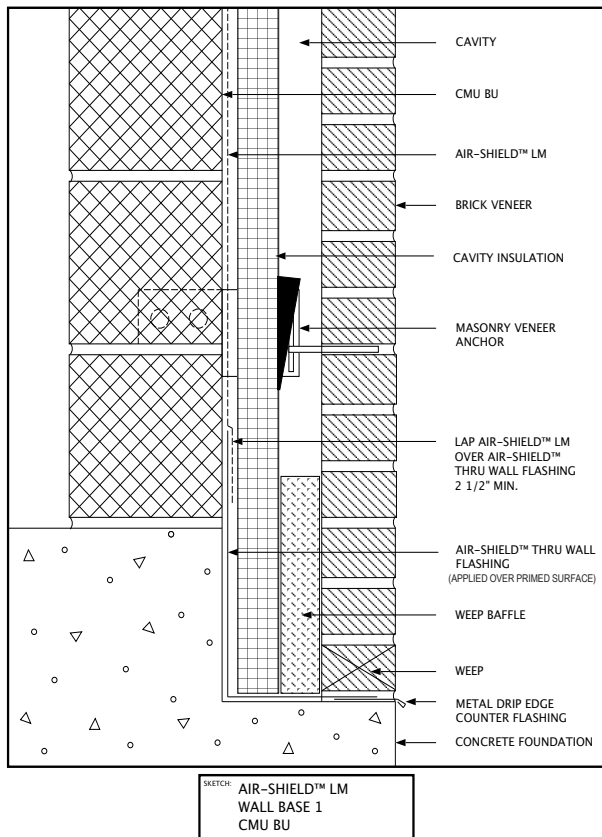 CAVITY
CMU BU
AIR-SHIELD™ LM
BRICK VENEER
CAVITY INSULATION
MASONRY VENEER
ANCHOR
LAP AIR-SHIELD™ LM
OVER AIR-SHIELD™
THRU WALL FLASHING
2 1/2" MIN.
AIR-SHIELD™ THRU WALL
FLASHING
(APPLIED OVER PRIMED SURFACE)
WEEP BAFFLE
WEEP
METAL DRIP EDGE
COUNTER FLASHING
CONCRETE FOUNDATION
SKETCH: AIR-SHIELD™ LM
WALL BASE 1
CMU BU